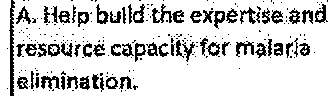 A. Help build the expertise and
resource capacity for malaria
elimination.